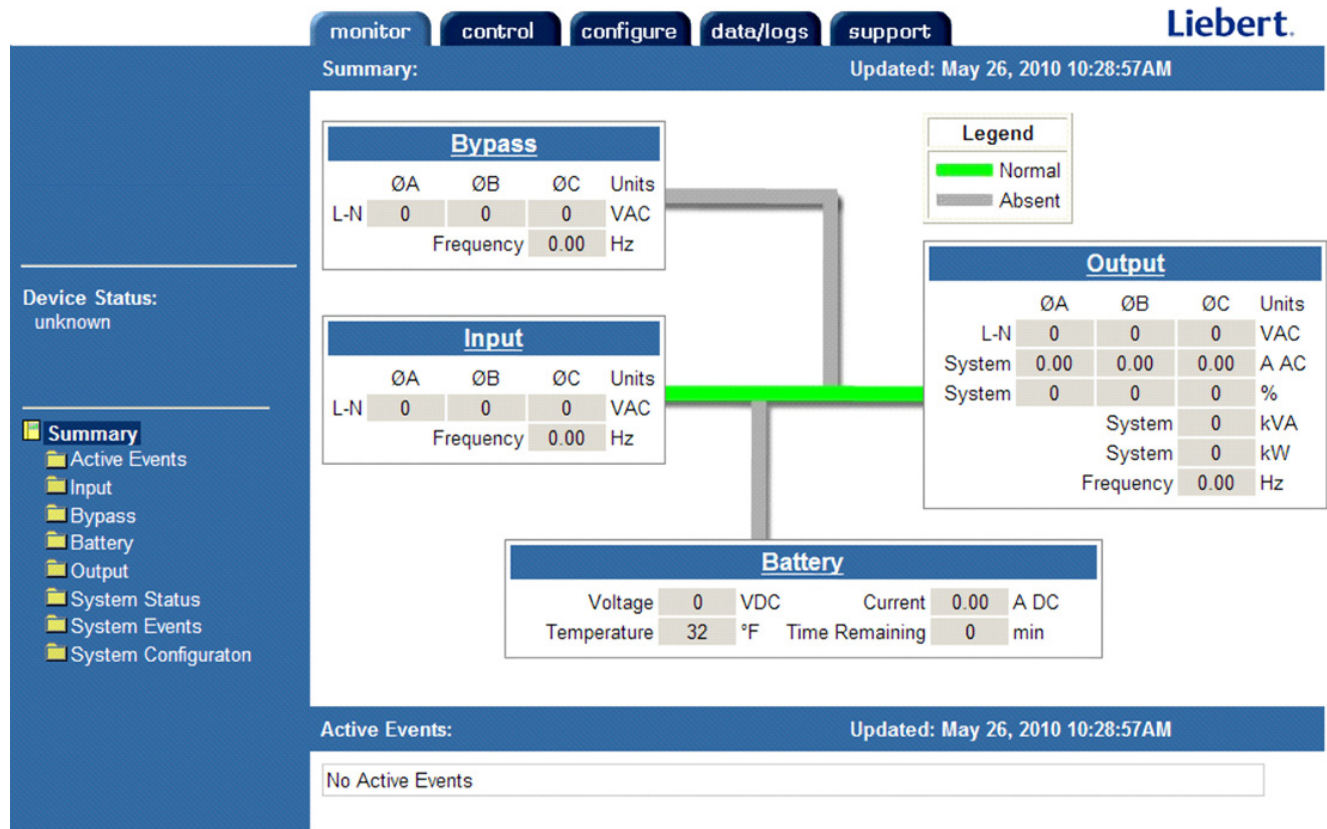 monitor control configure data/logs support
Liebert.
Summary: Updated: May 26, 2010 10:28:57AM
Device Status:
unknown
Summary
Active Events
Input
Bypass
Battery
Output
System Status
System Events
System Configuraton
Bypass
ØA ØB ØC Units
L-N 0 0 0 VAC
Frequency 0.00 Hz
Legend
Normal
Absent
Input
ØA ØB ØC Units
L-N 0 0 0 VAC
Frequency 0.00 Hz
Output
ØA ØB ØC Units
L-N 0 0 0 VAC
System 0.00 0.00 0.00 A AC
System 0 0 0 %
System 0 kVA
System 0 kW
Frequency 0.00 Hz
Battery
Voltage 0 VDC Current 0.00 A DC
Temperature 32 °F Time Remaining 0 min
Active Events: Updated: May 26, 2010 10:28:57AM
No Active Events